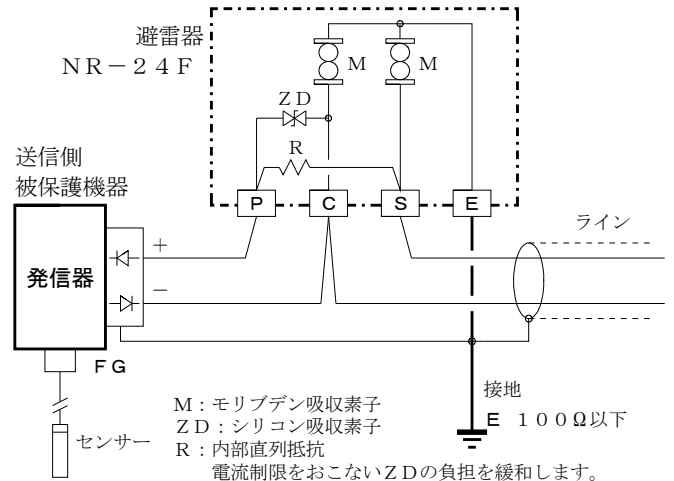 避雷器
NR-24F
M
M
ZD
R
P
C
S
E
送信側
被保護機器
ライン
+
発信器
-
FG
接地
E 100Ω以下
センサー
M:モリブデン吸収素子
ZD:シリコン吸収素子
R:内部直列抵抗
電流制限をおこないZDの負担を緩和します。